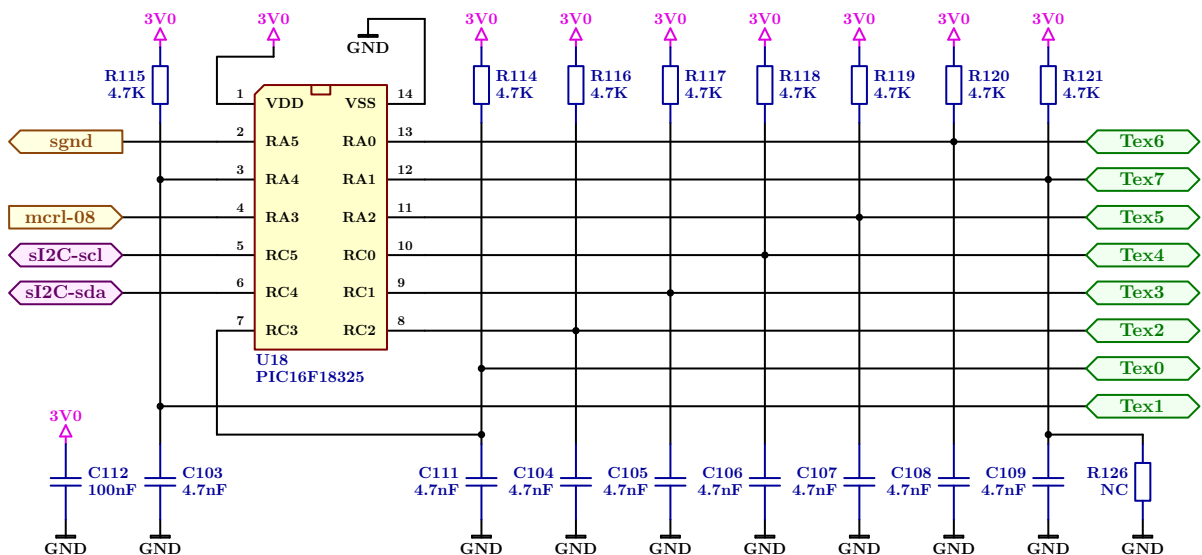 3V0 3V0 3V0 3V0 3V0 3V0 3V0 3V0 3V0
GND
R115 4.7K
R114 4.7K
R116 4.7K
R117 4.7K
R118 4.7K
R119 4.7K
R120 4.7K
R121 4.7K
1 VDD VSS 14
sgnd 2 RA5 RA0 13 Tex6
3 RA4 RA1 12 Tex7
mcrl-08 4 RA3 RA2 11 Tex5
sI2C-scl 5 RC5 RC0 10 Tex4
sI2C-sda 6 RC4 RC1 9 Tex3
7 RC3 RC2 8 Tex2
U18
PIC16F18325
Tex0
Tex1
3V0
C112 100nF
C103 4.7nF
C111 4.7nF
C104 4.7nF
C105 4.7nF
C106 4.7nF
C107 4.7nF
C108 4.7nF
C109 4.7nF
R126 NC
GND GND GND GND GND GND GND GND GND GND